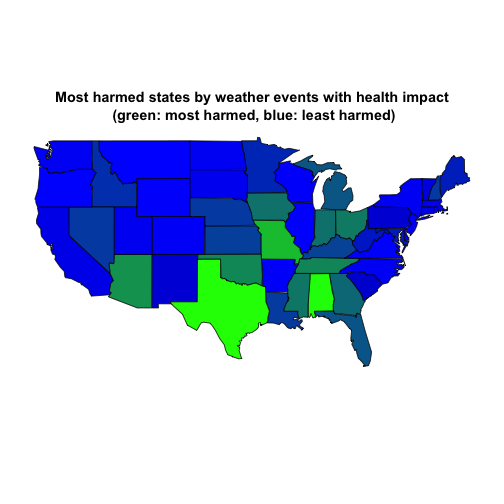 Most harmed states by weather events with health impact
(green: most harmed, blue: least harmed)